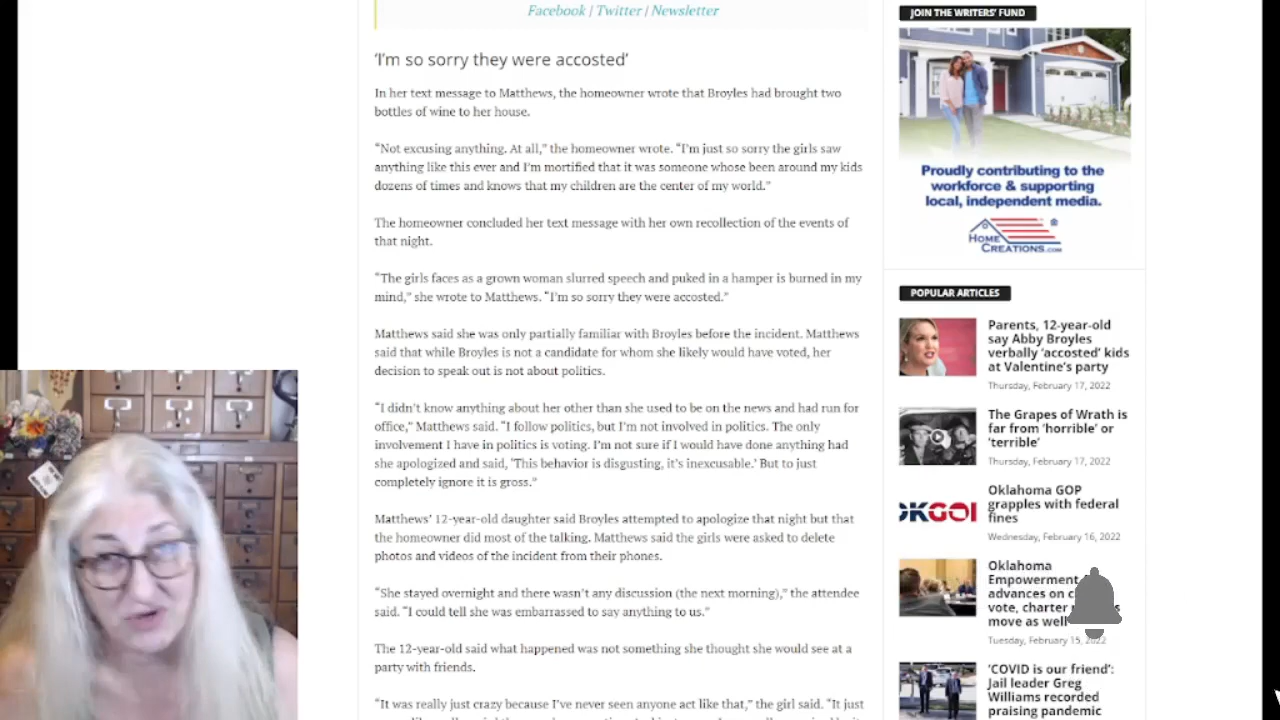 Facebook | Twitter | Newsletter
'I'm so sorry they were accosted'
In her text message to Matthews, the homeowner wrote that Broyles had brought two
bottles of wine to her house.
“Not excusing anything. At all,” the homeowner wrote. “I'm just so sorry the girls saw
anything like this ever and I'm mortified that it was someone whose been around my kids
dozens of times and knows that my children are the center of my world.”
The homeowner concluded her text message with her own recollection of the events of
that night.
“The girls faces as a grown woman slurred speech and puked in a hamper is burned in my
mind,” she wrote to Matthews. “I'm so sorry they were accosted.”
Matthews said she was only partially familiar with Broyles before the incident. Matthews
said that while Broyles is not a candidate for whom she likely would have voted, her
decision to speak out is not about politics.
“I didn't know anything about her other than she used to be on the news and had run for
office,” Matthews said. “I follow politics, but I'm not involved in politics. The only
involvement I have in politics is voting. I'm not sure if I would have done anything had
she apologized and said, 'This behavior is disgusting, it's inexcusable.' But to just
completely ignore it is gross.”
Matthews' 12-year-old daughter said Broyles attempted to apologize that night but that
the homeowner did most of the talking. Matthews said the girls were asked to delete
photos and videos of the incident from their phones.
“She stayed overnight and there wasn't any discussion (the next morning),” the attendee
said. “I could tell she was embarrassed to say anything to us.”
The 12-year-old said what happened was not something she thought she would see at a
party with friends.
“It was really just crazy because I've never seen anyone act like that,” the girl said. “It just
JOIN THE WRITERS' FUND
Proudly contributing to the
workforce & supporting
local, independent media.
HOME
CREATIONS.COM
POPULAR ARTICLES
Parents, 12-year-old
say Abby Broyles
verbally 'accosted' kids
at Valentine's party
Thursday, February 17, 2022
The Grapes of Wrath is
far from 'horrible' or
'terrible'
Thursday, February 17, 2022
OKGOP
Oklahoma GOP
grapples with federal
fines
Wednesday, February 16, 2022
Oklahoma
Empowerment
advances on
vote, charter
move as well
Tuesday, February 15, 2022
'COVID is our friend':
Jail leader Greg
Williams recorded
praising pandemic